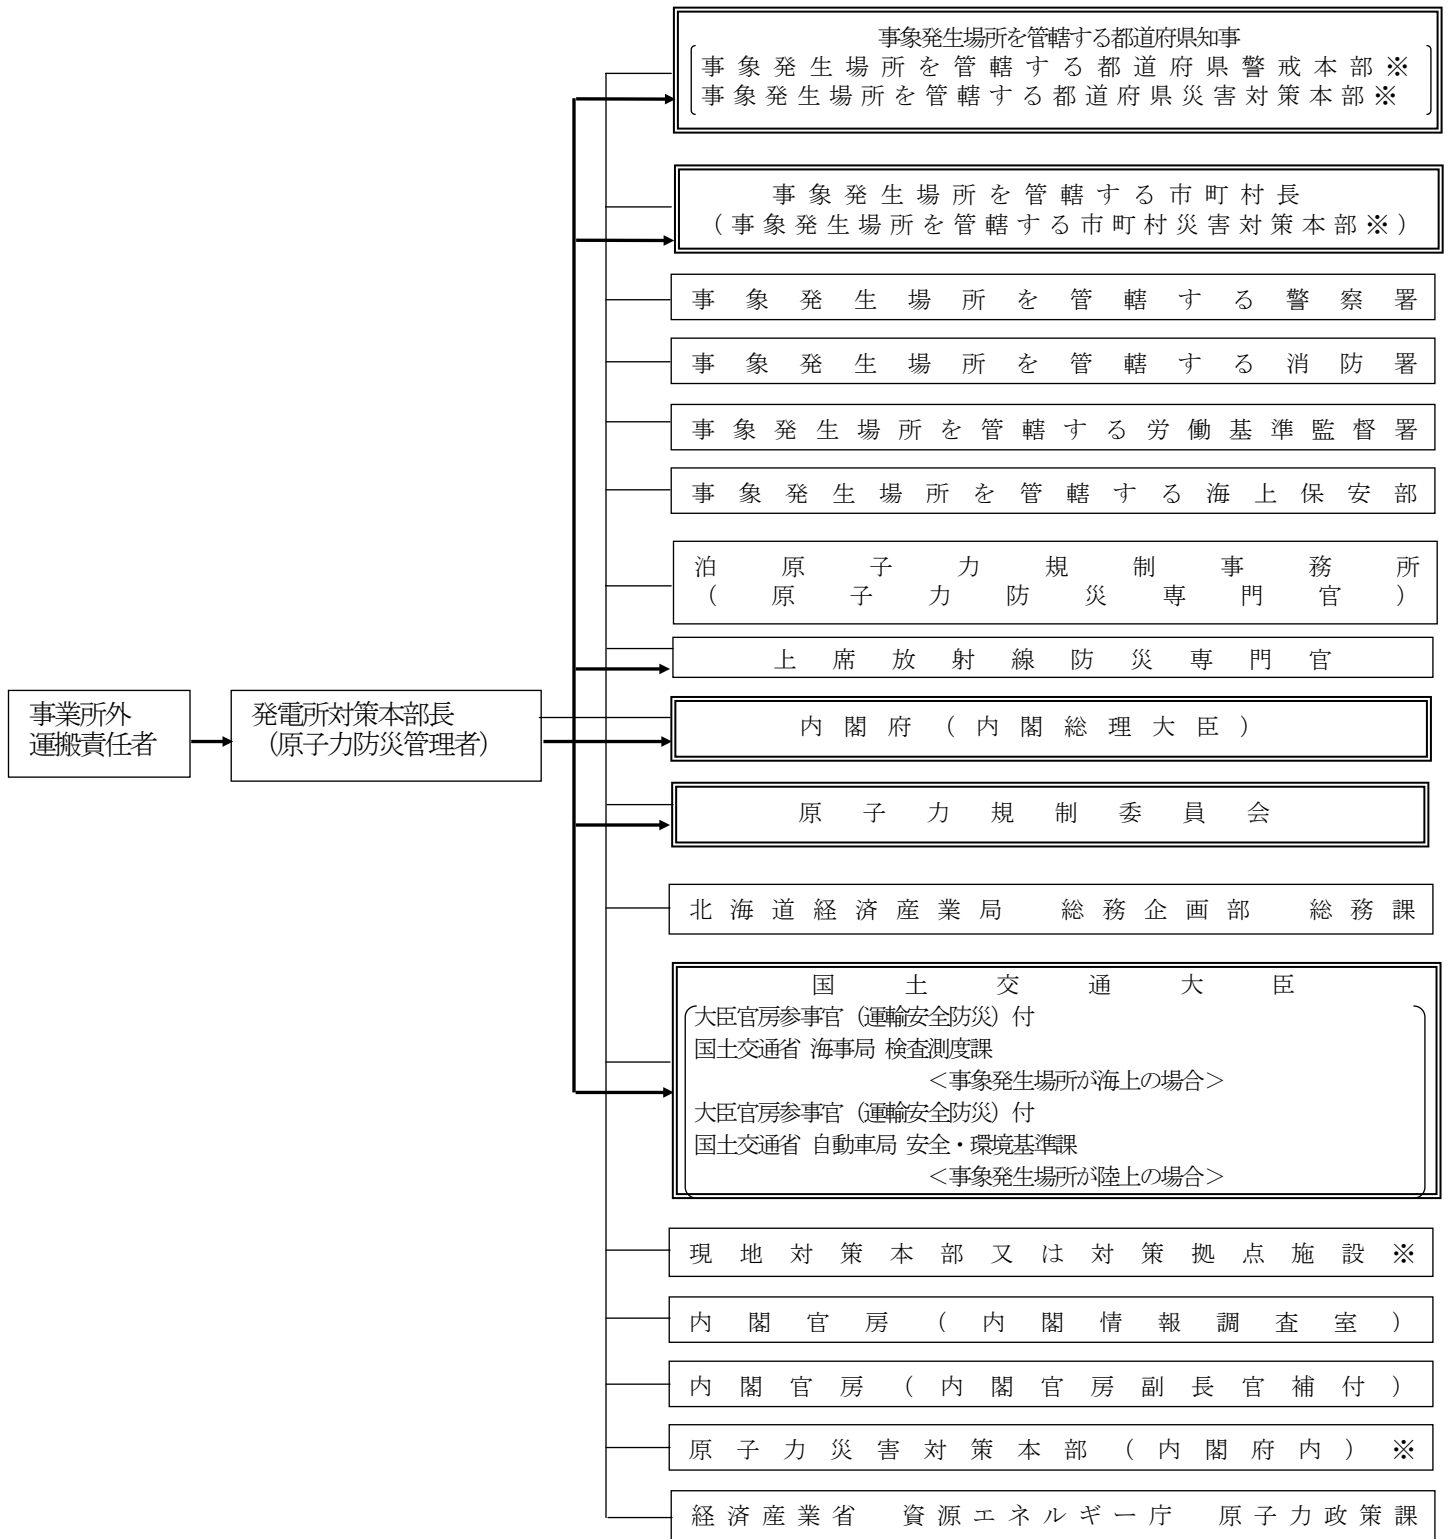 事象発生場所を管轄する都道府県知事
事象発生場所を管轄する都道府県警戒本部※
事象発生場所を管轄する都道府県災害対策本部※
事象発生場所を管轄する市町村長
(事象発生場所を管轄する市町村災害対策本部※)
事象発生場所を管轄する警察署
事象発生場所を管轄する消防署
事象発生場所を管轄する労働基準監督署
事象発生場所を管轄する海上保安部
泊原子力規制事務所
(原子力防災専門官)
上席放射線防災専門官
事業所外
運搬責任者
発電所対策本部長
(原子力防災管理者)
内閣府(内閣総理大臣)
原子力規制委員会
北海道経済産業局 総務企画部 総務課
国土交通大臣
大臣官房参事官(運輸安全防災)付
国土交通省 海事局 検査測度課
<事象発生場所が海上の場合>
大臣官房参事官(運輸安全防災)付
国土交通省 自動車局 安全・環境基準課
<事象発生場所が陸上の場合>
現地対策本部又は対策拠点施設※
内閣官房(内閣情報調査室)
内閣官房(内閣官房副長官補付)
原子力災害対策本部(内閣府内)※
経済産業省 資源エネルギー庁 原子力政策課